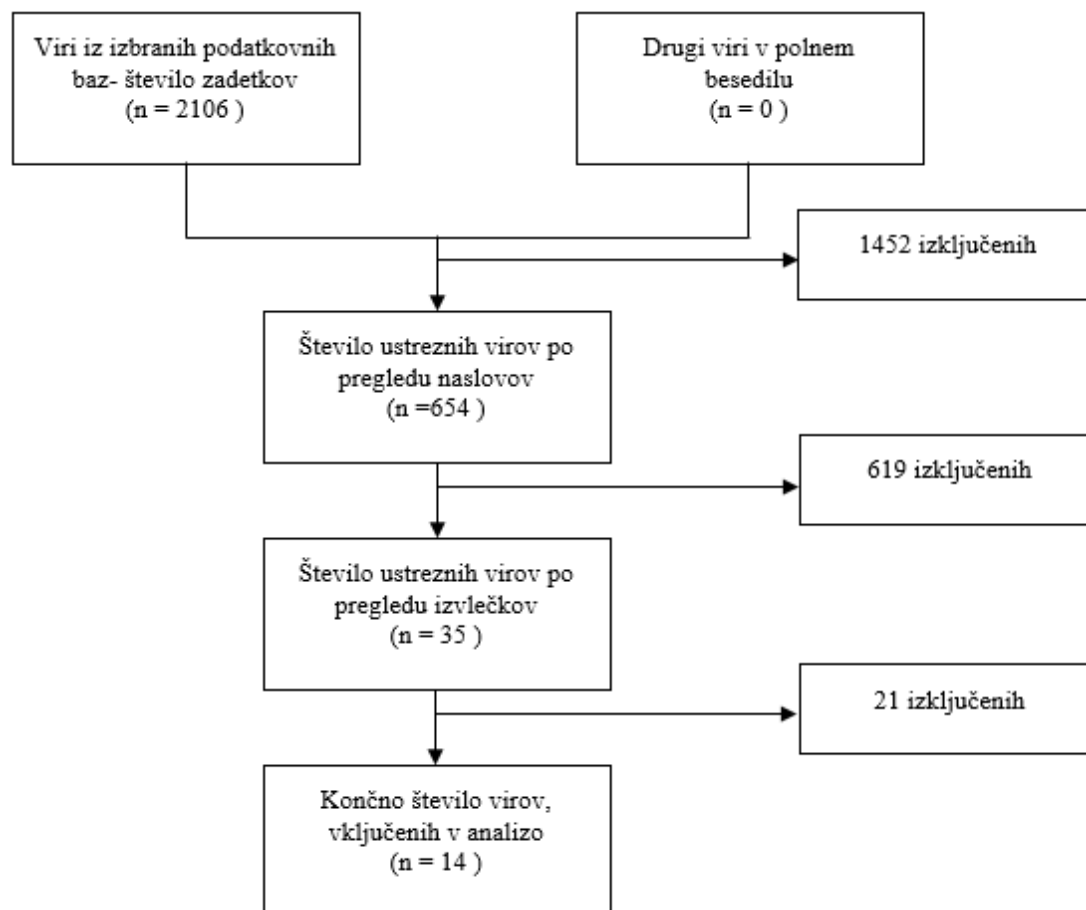 Viri iz izbranih podatkovnih
baz- število zadetkov
(n = 2106 )
Drugi viri v polnem
besedilu
(n = 0 )
1452 izključenih
Število ustreznih virov po
pregledu naslovov
(n =654 )
619 izključenih
Število ustreznih virov po
pregledu izvlečkov
(n = 35 )
21 izključenih
Končno število virov,
vključenih v analizo
(n = 14 )